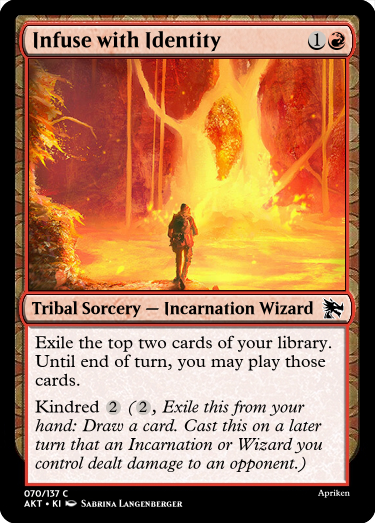 Infuse with Identity 1
Tribal Sorcery — Incarnation Wizard
Exile the top two cards of your library.
Until end of turn, you may play those
cards.
Kindred 2 (2, Exile this from your
hand: Draw a card. Cast this on a later
turn that an Incarnation or Wizard you
control dealt damage to an opponent.)
070/137 C Apriken
AKT • KI Sabrina Langenberger